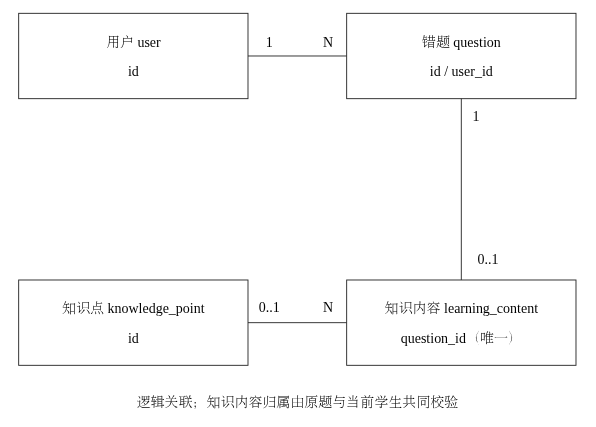 用户 user
id
1
N
错题 question
id / user_id
1
0..1
知识点 knowledge_point
id
0..1
N
知识内容 learning_content
question_id（唯一）
逻辑关联；知识内容归属由原题与当前学生共同校验